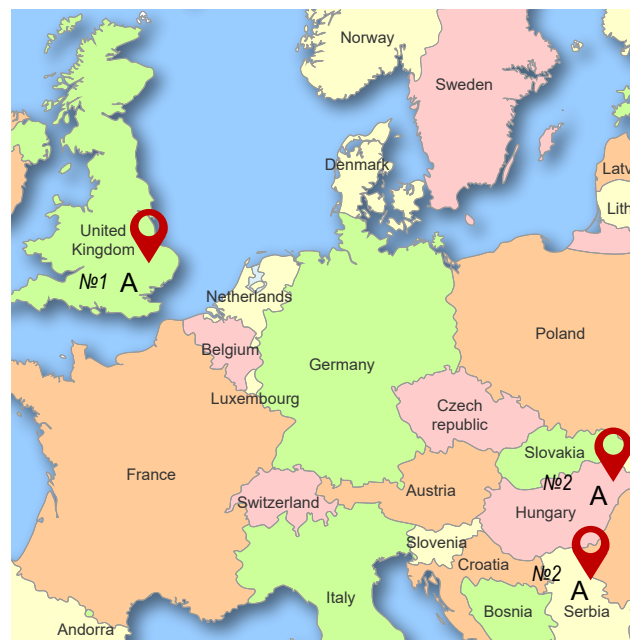 Norway
Sweden
Denmark
Latv
Lith
United
Kingdom
№1 A
Netherlands
Poland
Belgium
Germany
Luxembourg
Czech
republic
Slovakia
France
№2 A
Switzerland
Austria
Hungary
Slovenia
Croatia
№2 A
Italy
Bosnia
Serbia
Andorra